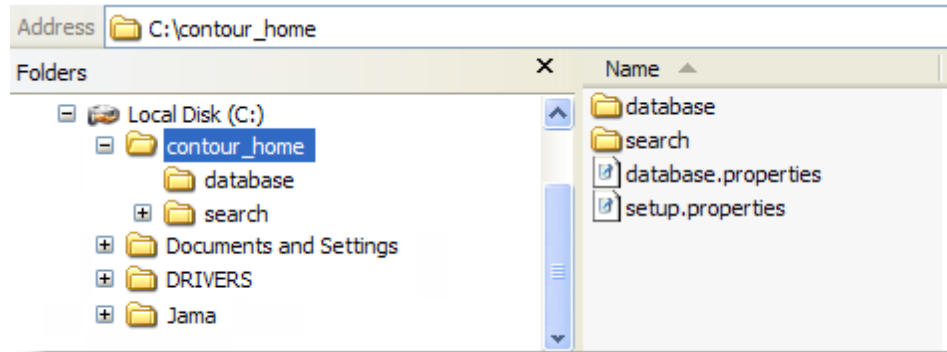 Address C:\contour_home
Folders x
Name
Local Disk (C:)
contour_home
database
search
Documents and Settings
DRIVERS
Jama
database
search
database.properties
setup.properties